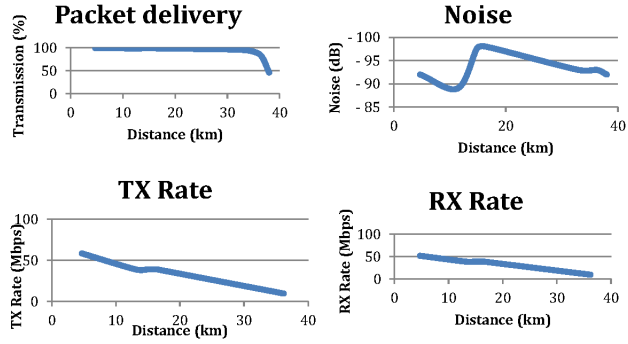 Packet delivery
Transmission (%)
100
50
0
0
10
20
30
40
Distance (km)
Noise
Noise (dB)
- 100
- 95
- 90
- 85
0
20
40
Distance (km)
TX Rate
TX Rate (Mbps)
100
50
0
0
10
20
30
40
Distance (km)
RX Rate
RX Rate (Mbps)
100
50
0
0
10
20
30
40
Distance (km)